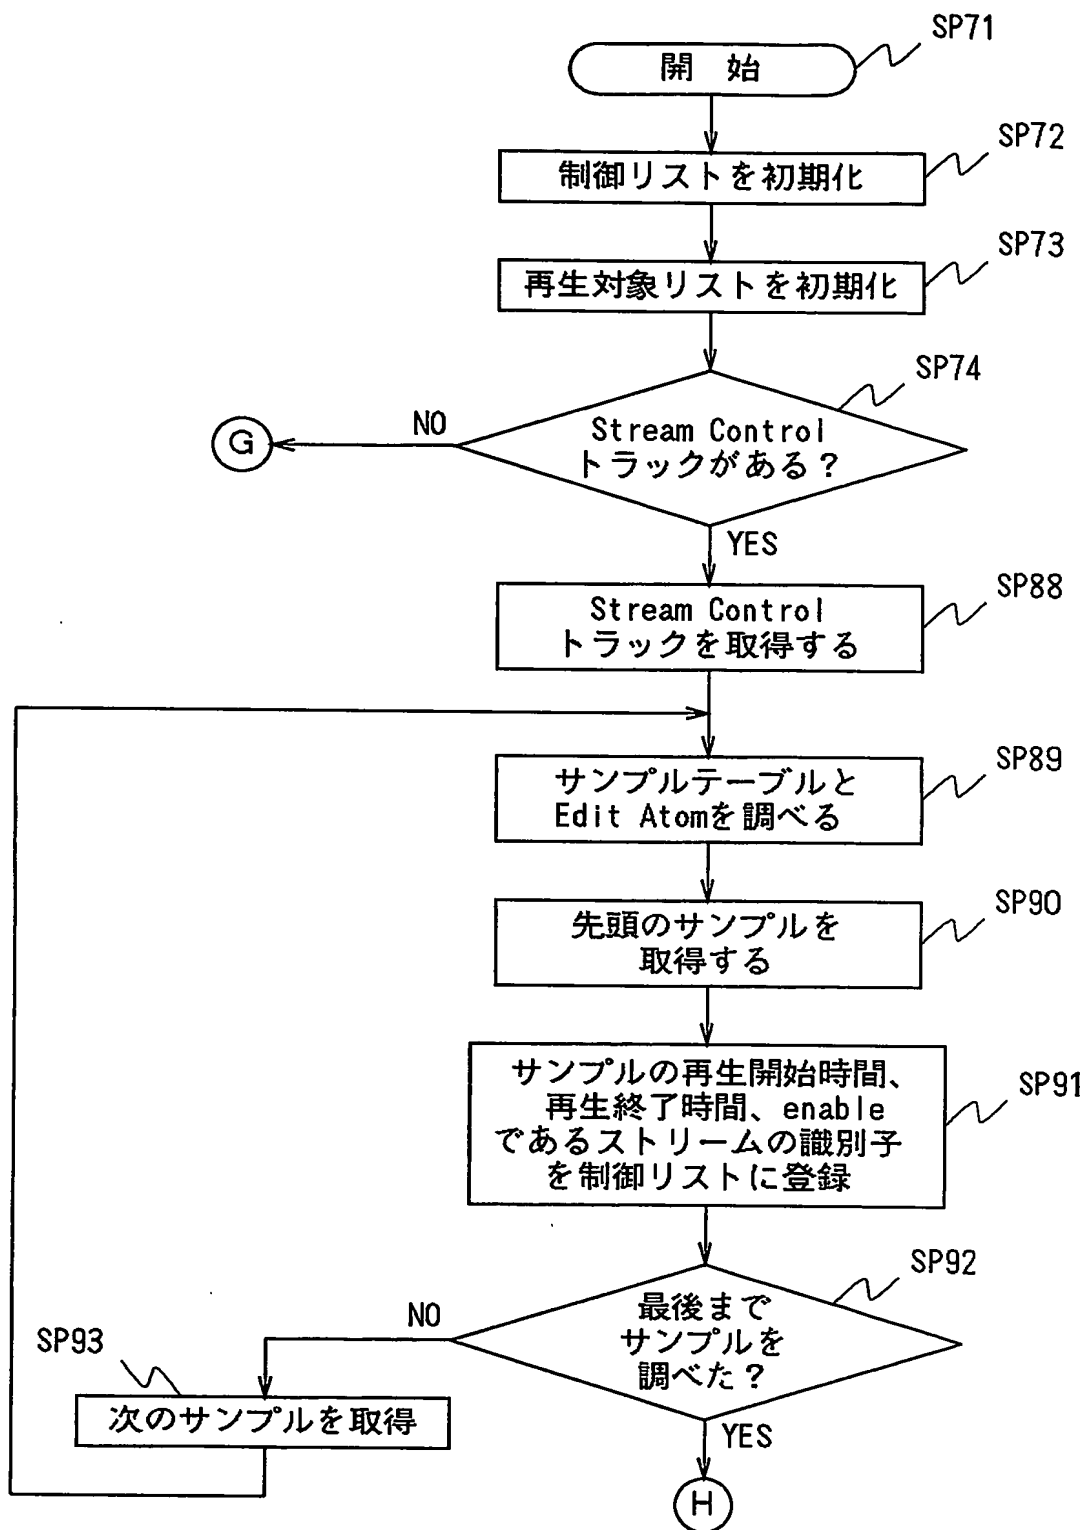 SP71
開 始
SP72
制御リストを初期化
SP73
再生対象リストを初期化
SP74
Stream Control
トラックがある？
NO
G
YES
SP88
Stream Control
トラックを取得する
SP89
サンプルテーブルと
Edit Atomを調べる
SP90
先頭のサンプルを
取得する
SP91
サンプルの再生開始時間、
再生終了時間、enable
であるストリームの識別子
を制御リストに登録
SP92
最後まで
サンプルを
調べた？
NO
SP93
次のサンプルを取得
YES
H